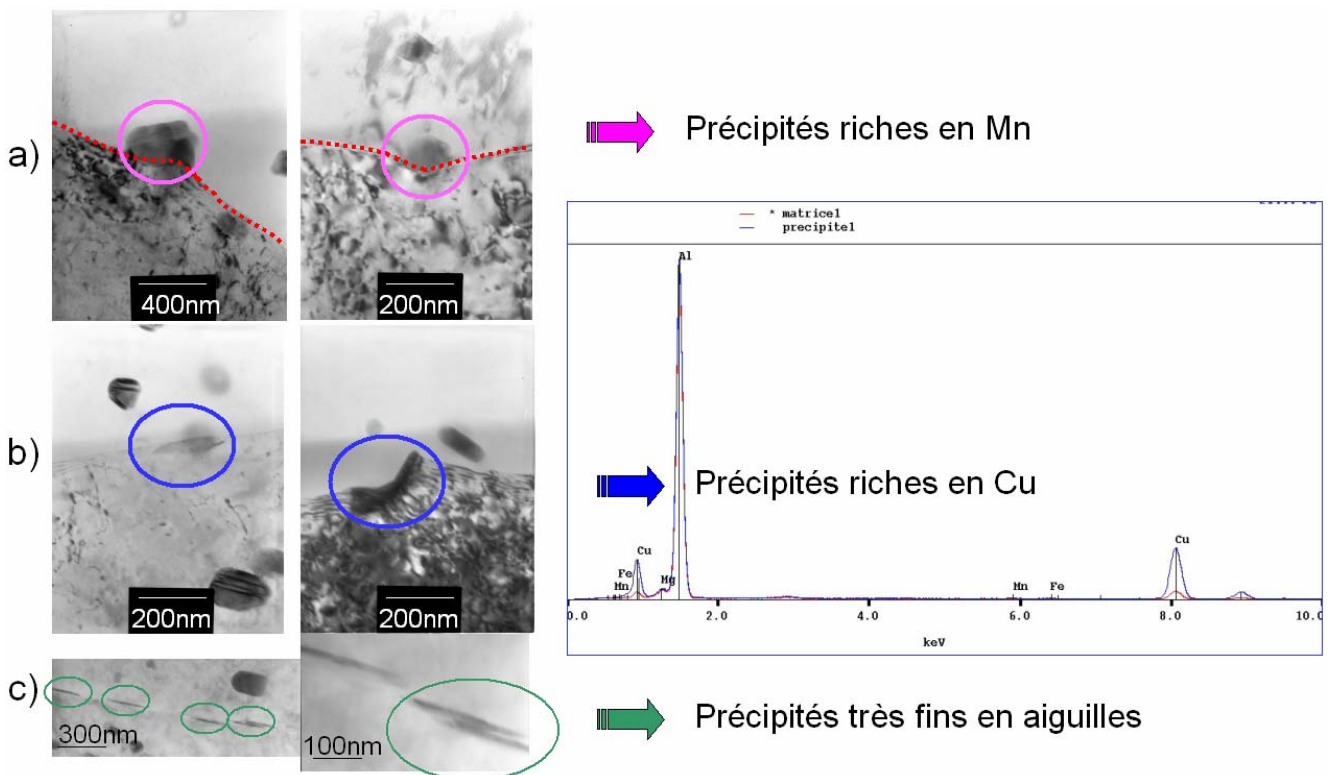 a)
400nm
200nm
Précipités riches en Mn
* matrice1
precipite1
Al
Cu
Fe
Mn
Mg
Mn
Fe
Cu
0.0
2.0
4.0
6.0
8.0
10.0
keV
b)
200nm
200nm
Précipités riches en Cu
c)
300nm
100nm
Précipités très fins en aiguilles